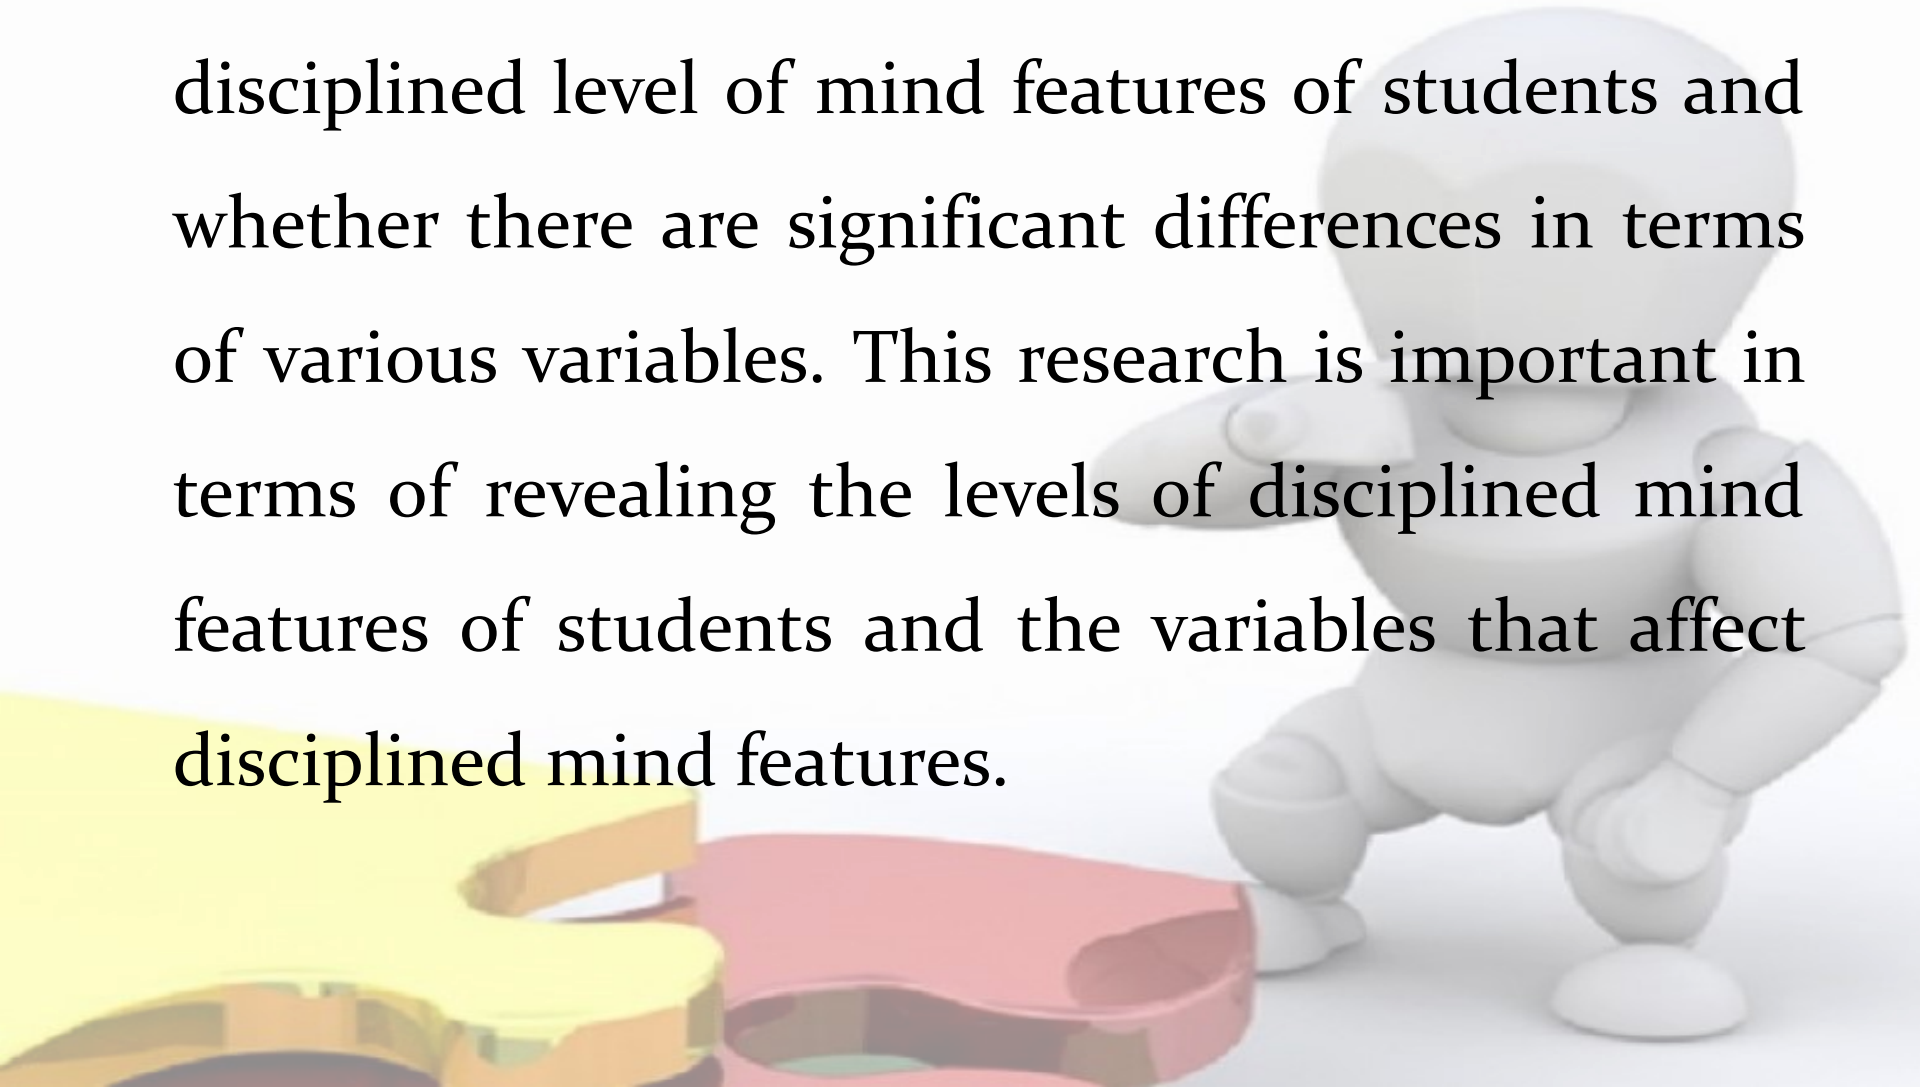 disciplined level of mind features of students and
whether there are significant differences in terms
of various variables. This research is important in
terms of revealing the levels of disciplined mind
features of students and the variables that affect
disciplined mind features.